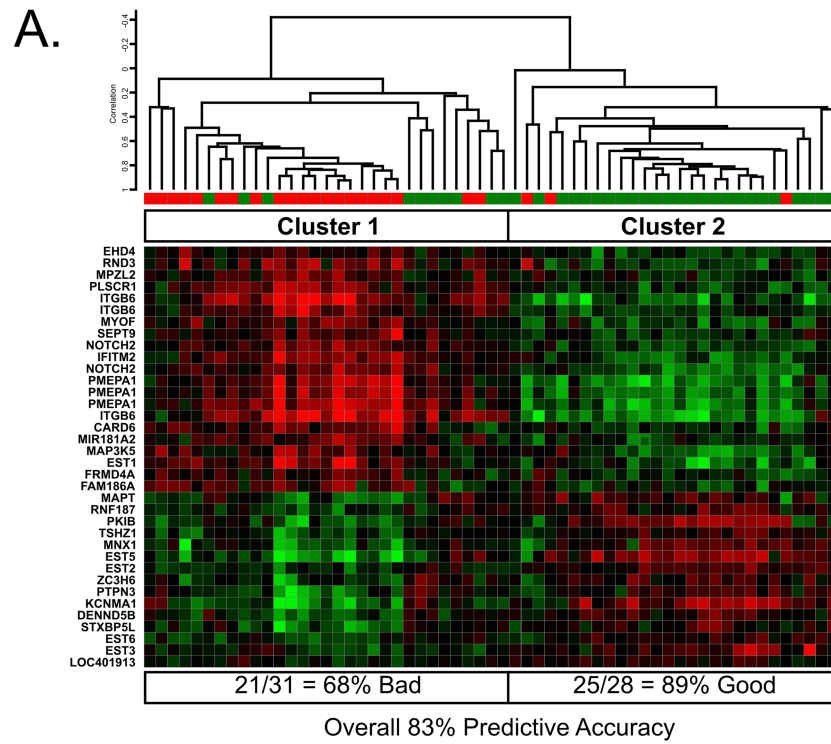 A.
-0.4
-0.2
0
0.2
0.4
0.6
0.8
1
Correlation
Cluster 1 Cluster 2
EHD4
RND3
MPZL2
PLSCR1
ITGB6
ITGB6
MYOF
SEPT9
NOTCH2
IFITM2
NOTCH2
PMEPA1
PMEPA1
PMEPA1
ITGB6
CARD6
MIR181A2
MAP3K5
EST1
FRMD4A
FAM186A
MAPT
RNF187
PKIB
TSHZ1
MNX1
EST5
EST2
ZC3H6
PTPN3
KCNMA1
DENND5B
STXBP5L
EST6
EST3
LOC401913
21/31 = 68% Bad 25/28 = 89% Good
Overall 83% Predictive Accuracy